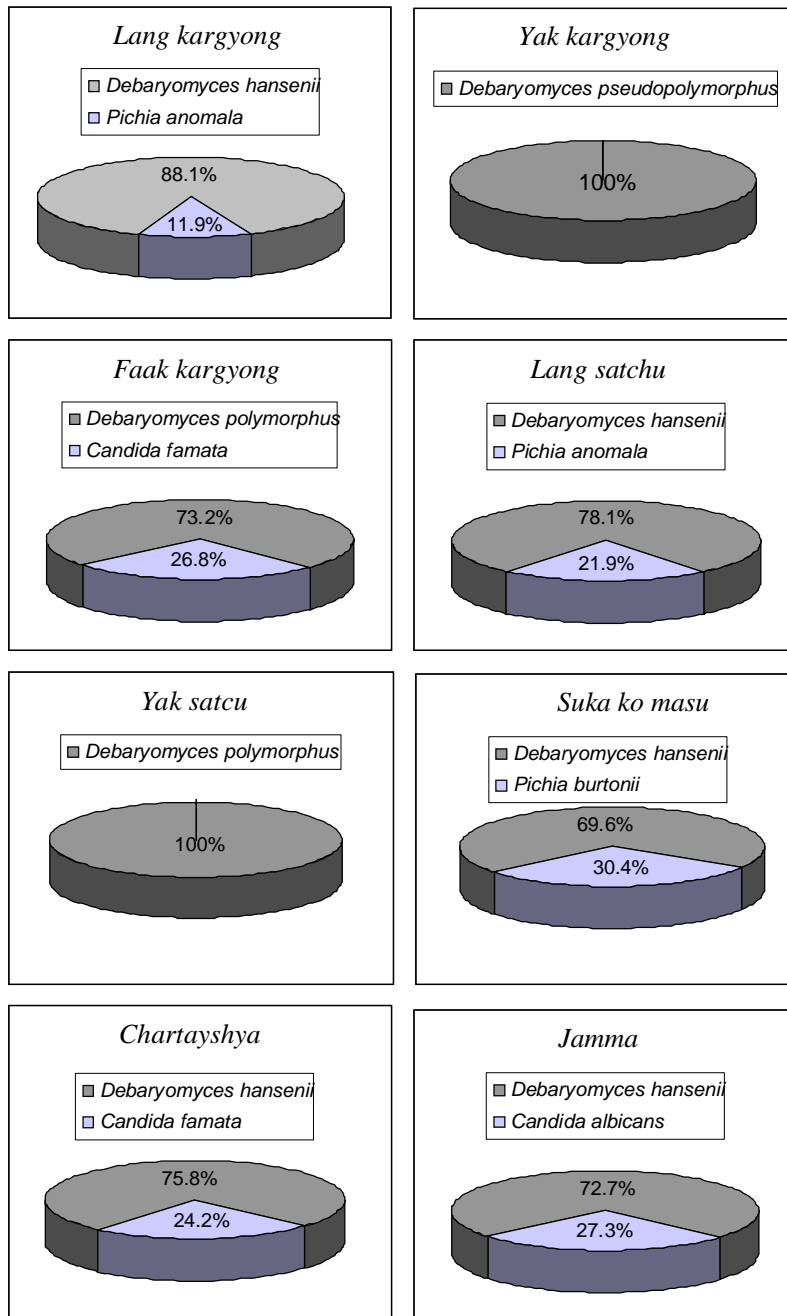 Lang kargyong
Debaryomyces hansenii
Pichia anomala
88.1%
11.9%
Yak kargyong
Debaryomyces pseudopolymorphus
100%
Faak kargyong
Debaryomyces polymorphus
Candida famata
73.2%
26.8%
Lang satchu
Debaryomyces hansenii
Pichia anomala
78.1%
21.9%
Yak satcu
Debaryomyces polymorphus
100%
Suka ko masu
Debaryomyces hansenii
Pichia burtonii
69.6%
30.4%
Chartayshya
Debaryomyces hansenii
Candida famata
75.8%
24.2%
Jamma
Debaryomyces hansenii
Candida albicans
72.7%
27.3%